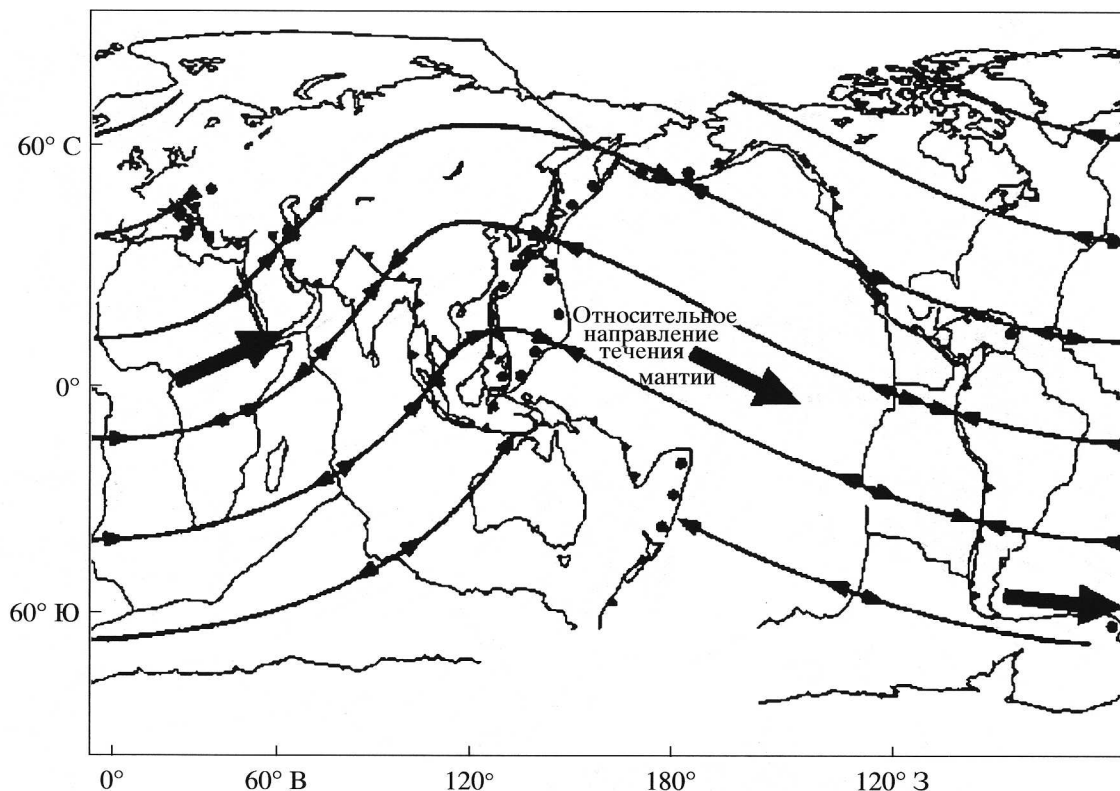 60° С
0°
60° Ю
Относительное
направление
течения
мантии
0°
60° В
120°
180°
120° З